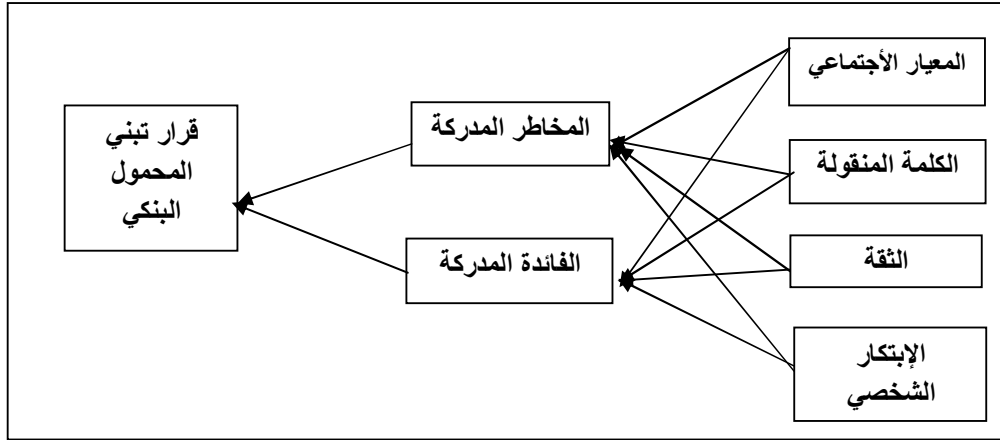 المعيار الأجتماعي
الكلمة المنقولة
الثقة
الإبتكار
الشخصي
المخاطر المدركة
الفائدة المدركة
قرار تبني
المحمول
البنكي